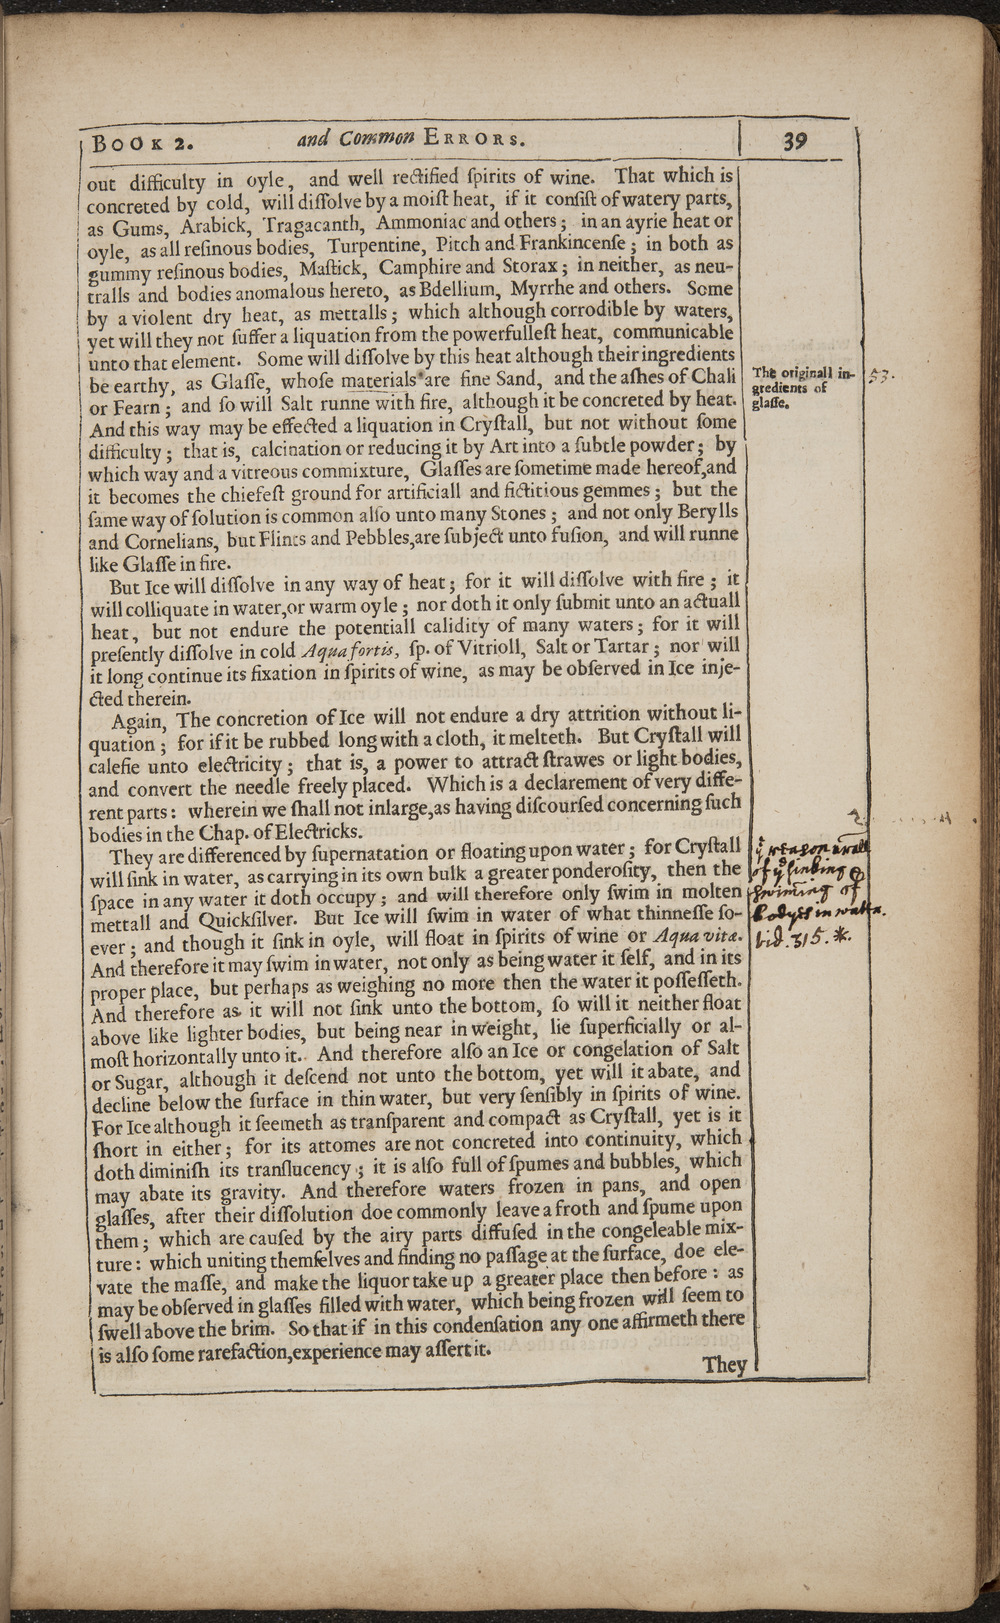 BOOK 2. and Common ERRORS. 39
out difficulty in oyle, and well rectified ſpirits of wine. That which is
concreted by cold, will diſſolve by a moiſt heat, if it conſiſt of watery parts,
as Gums, Arabick, Tragacanth, Ammoniac and others; in an ayrie heat or
oyle, as all reſinous bodies, Turpentine, Pitch and Frankincenſe; in both as
gummy reſinous bodies, Maſtick, Camphire and Storax; in neither, as neu-
tralls and bodies anomalous hereto, as Bdellium, Myrrhe and others. Some
by a violent dry heat, as mettalls; which although corrodible by waters,
yet will they not ſuffer a liquation from the powerfulleſt heat, communicable
unto that element. Some will diſſolve by this heat although their ingredients
be earthy, as Glaſſe, whoſe materials are fine Sand, and the aſhes of Chali
or Fearn; and ſo will Salt runne with fire, although it be concreted by heat.
And this way may be effected a liquation in Cryſtall, but not without ſome
difficulty; that is, calcination or reducing it by Art into a ſubtle powder; by
which way and a vitreous commixture, Glaſſes are ſometime made hereof,and
it becomes the chiefeſt ground for artificiall and fictitious gemmes; but the
ſame way of ſolution is common alſo unto many Stones; and not only Berylls
and Cornelians, but Flints and Pebbles,are ſubject unto fuſion, and will runne
like Glaſſe in fire.
The originall in-
gredients of
glaſſe.
53.
But Ice will diſſolve in any way of heat; for it will diſſolve with fire; it
will colliquate in water,or warm oyle; nor doth it only ſubmit unto an actuall
heat, but not endure the potentiall calidity of many waters; for it will
preſently diſſolve in cold Aqua fortis, ſp. of Vitrioll, Salt or Tartar; nor will
it long continue its fixation in ſpirits of wine, as may be obſerved in Ice inje-
cted therein.
Again, The concretion of Ice will not endure a dry attrition without li-
quation; for if it be rubbed long with a cloth, it melteth. But Cryſtall will
calefie unto electricity; that is, a power to attract ſtrawes or light bodies,
and convert the needle freely placed. Which is a declarement of very diffe-
rent parts: wherein we ſhall not inlarge,as having diſcourſed concerning ſuch
bodies in the Chap. of Electricks.
They are differenced by ſupernatation or floating upon water; for Cryſtall
will ſink in water, as carrying in its own bulk a greater ponderoſity, then the
ſpace in any water it doth occupy; and will therefore only ſwim in molten
mettall and Quickſilver. But Ice will ſwim in water of what thinneſſe ſo-
ever; and though it ſink in oyle, will float in ſpirits of wine or Aqua vitæ.
And therefore it may ſwim in water, not only as being water it ſelf, and in its
proper place, but perhaps as weighing no more then the water it poſſeſſeth.
And therefore as it will not ſink unto the bottom, ſo will it neither float
above like lighter bodies, but being near in weight, lie ſuperficially or al-
moſt horizontally unto it. And therefore alſo an Ice or congelation of Salt
or Sugar, although it deſcend not unto the bottom, yet will it abate, and
decline below the ſurface in thin water, but very ſenſibly in ſpirits of wine.
For Ice although it ſeemeth as tranſparent and compact as Cryſtall, yet is it
ſhort in either; for its attomes are not concreted into continuity, which
doth diminiſh its tranſlucency; it is alſo full of ſpumes and bubbles, which
may abate its gravity. And therefore waters frozen in pans, and open
glaſſes, after their diſſolution doe commonly leave a froth and ſpume upon
them; which are cauſed by the airy parts diffuſed in the congeleable mix-
ture: which uniting themſelves and finding no paſſage at the ſurface, doe ele-
vate the maſſe, and make the liquor take up a greater place then before: as
may be obſerved in glaſſes filled with water, which being frozen will ſeem to
ſwell above the brim. So that if in this condenſation any one affirmeth there
is alſo ſome rarefaction,experience may aſſert it.
reaſon
of ſinking
ſwiming of
bodyes in water.
vid. 315. *.
They